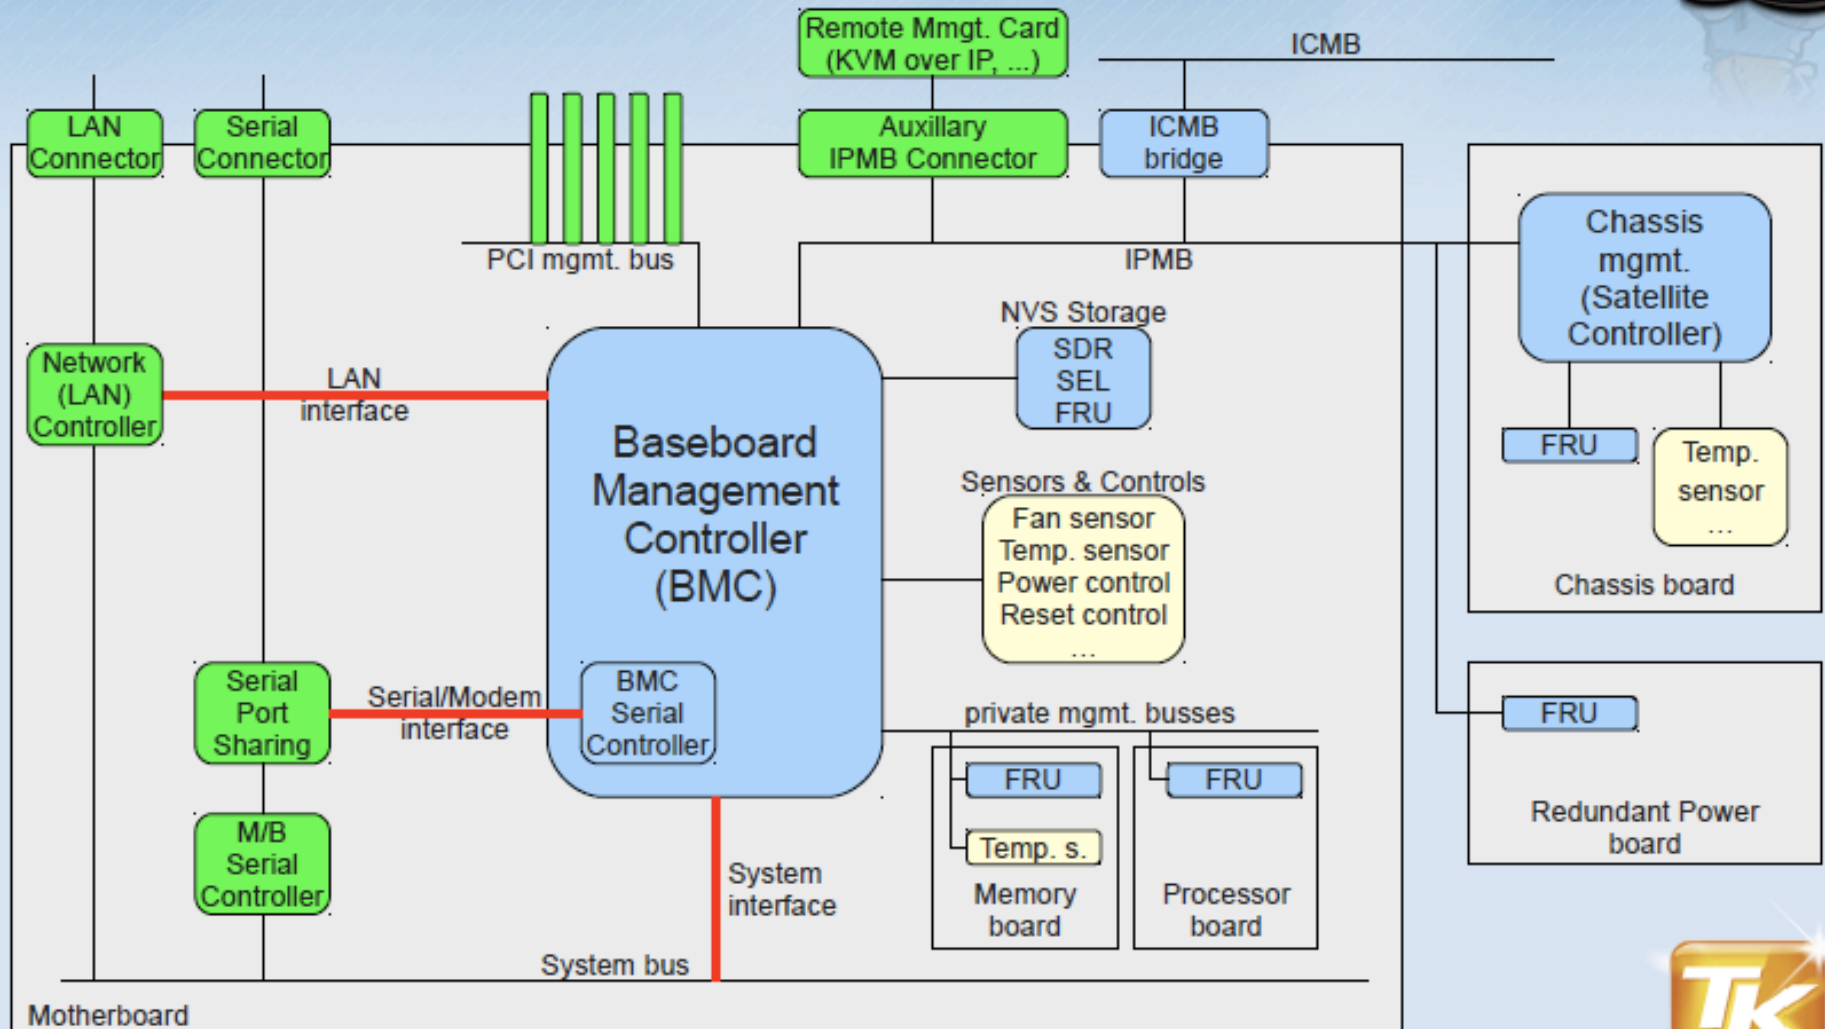 Remote Mmgt. Card
(KVM over IP, ...)
ICMB
LAN
Connector
Serial
Connector
Auxillary
IPMB Connector
ICMB
bridge
PCI mgmt. bus
IPMB
Chassis
mgmt.
(Satellite
Controller)
NVS Storage
SDR
SEL
FRU
Network
(LAN)
Controller
LAN
interface
Baseboard
Management
Controller
(BMC)
FRU
Temp.
sensor
...
Chassis board
Sensors & Controls
Fan sensor
Temp. sensor
Power control
Reset control
...
Serial
Port
Sharing
Serial/Modem
interface
BMC
Serial
Controller
private mgmt. busses
FRU
Temp. s.
Memory
board
FRU
Processor
board
FRU
Redundant Power
board
M/B
Serial
Controller
System
interface
System bus
Motherboard
TK